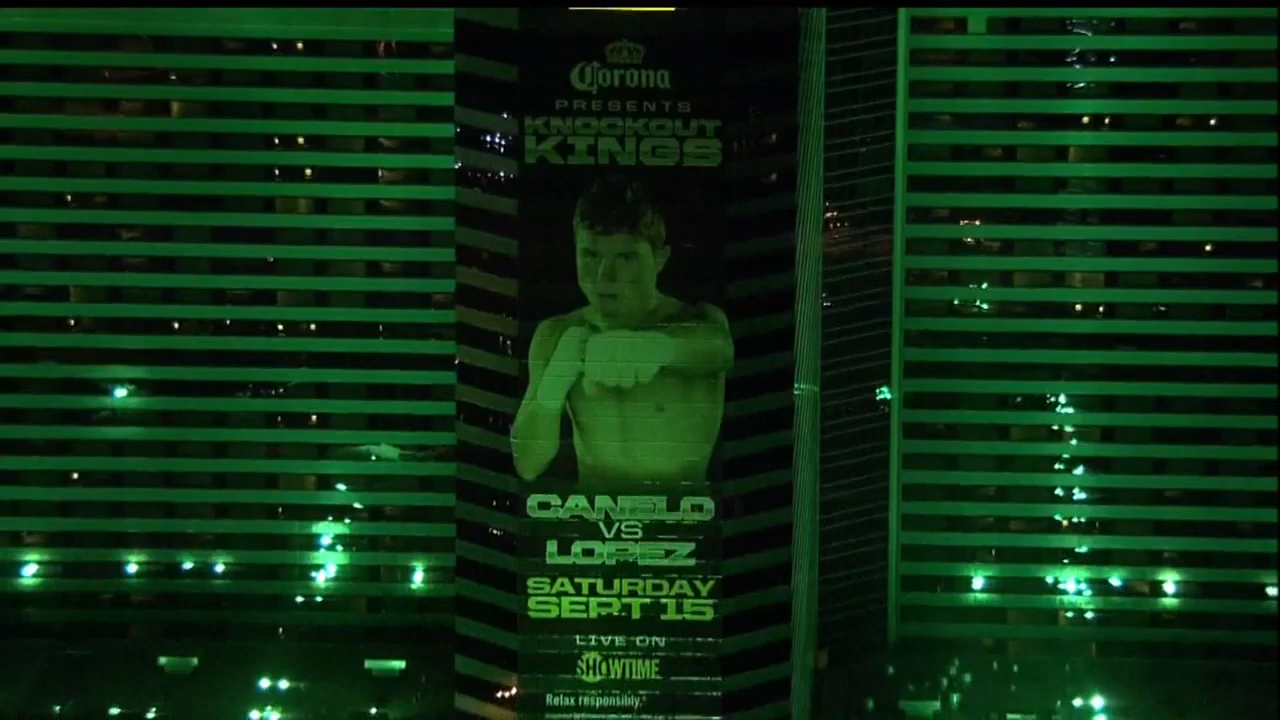 Corona
PRESENTS
KNOCKOUT
KINGS
CANELO
VS
LOPEZ
SATURDAY
SEPT 15
LIVE ON
SHOWTIME
Relax responsibly.®